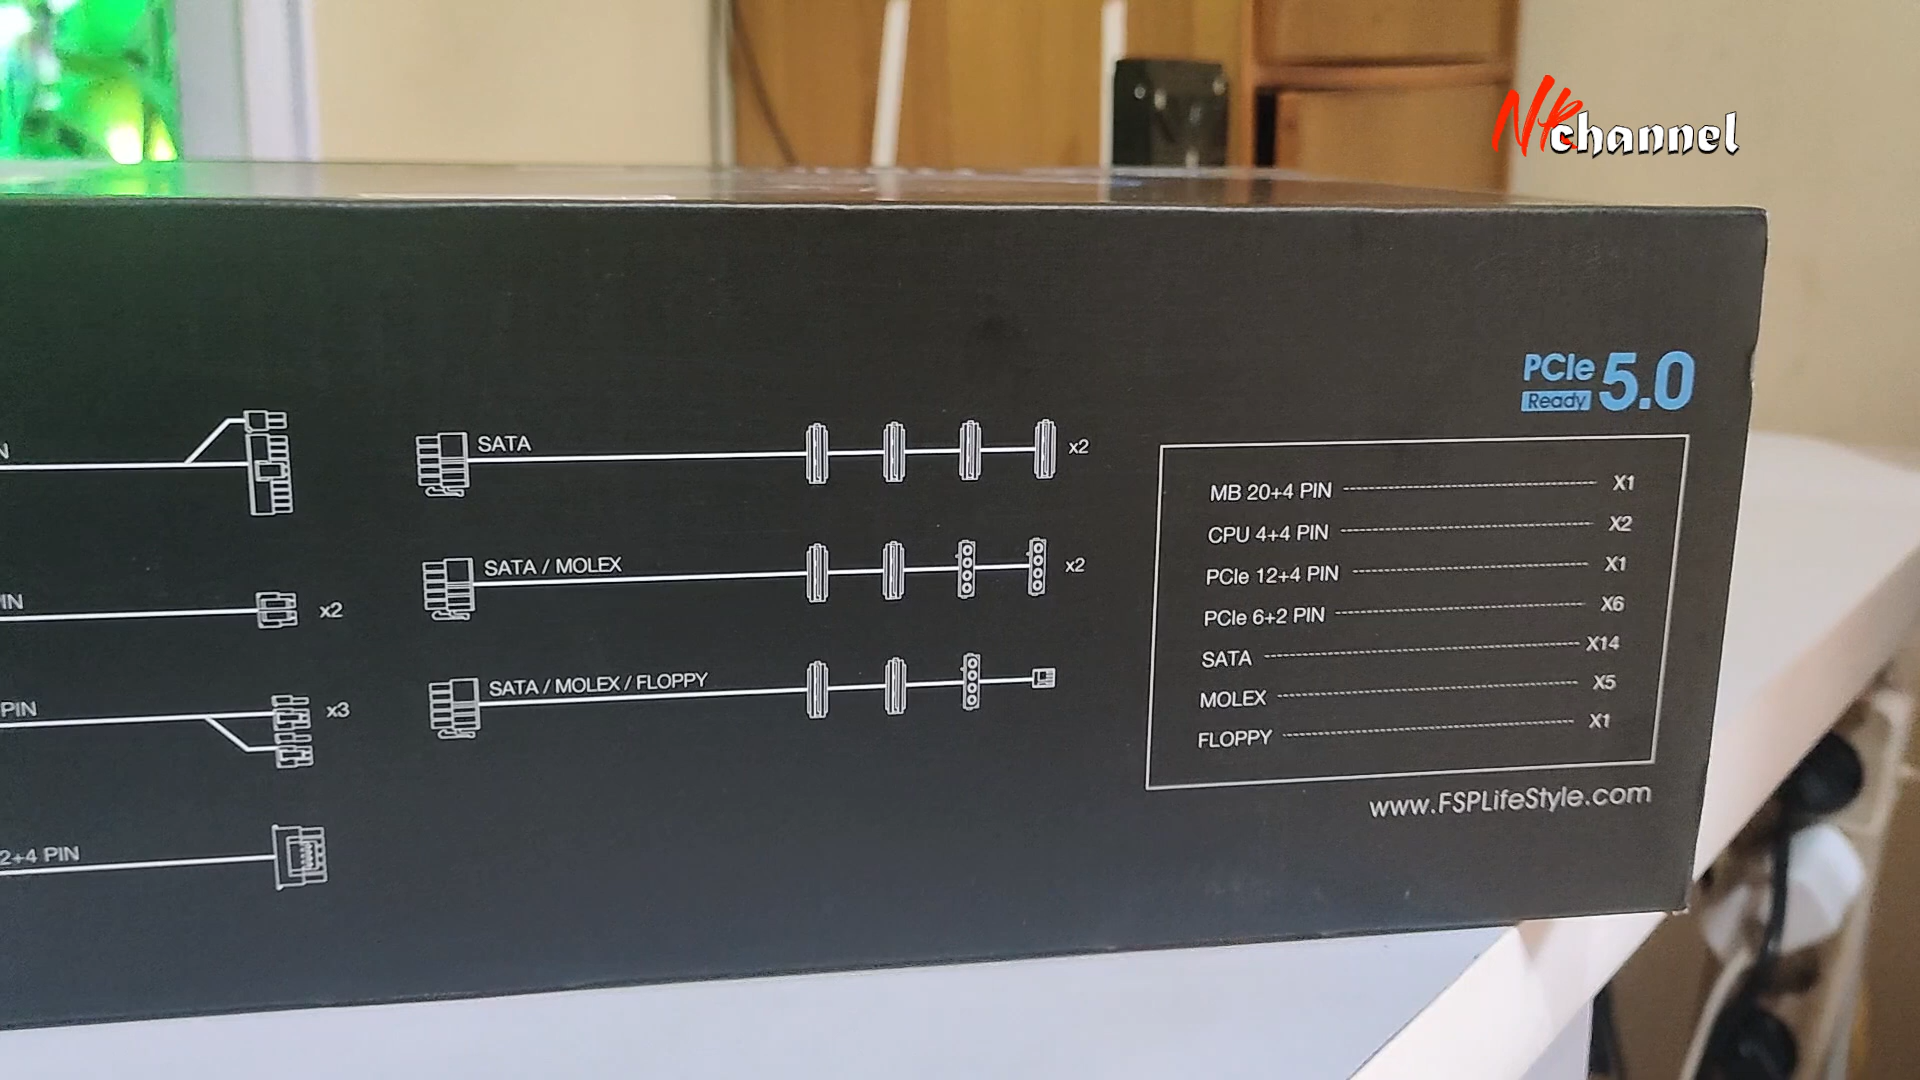 NR channel
PCIe 5.0
Ready
N
IN x2
PIN x3
2+4 PIN
SATA x2
SATA / MOLEX x2
SATA / MOLEX / FLOPPY
MB 20+4 PIN X1
CPU 4+4 PIN X2
PCIe 12+4 PIN X1
PCIe 6+2 PIN X6
SATA X14
MOLEX X5
FLOPPY X1
www.FSPLifeStyle.com